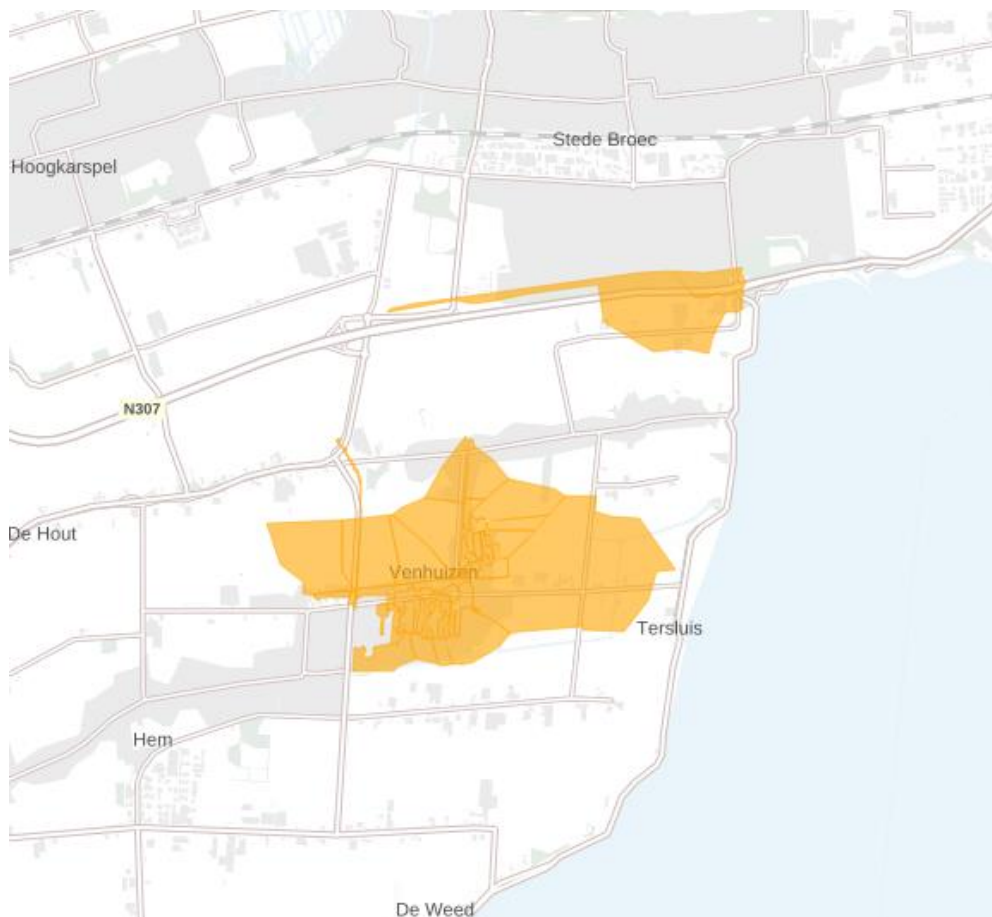 Stede Broec
Hoogkarspel
N307
De Hout
Venhuizen
Tersluis
Hem
De Weed